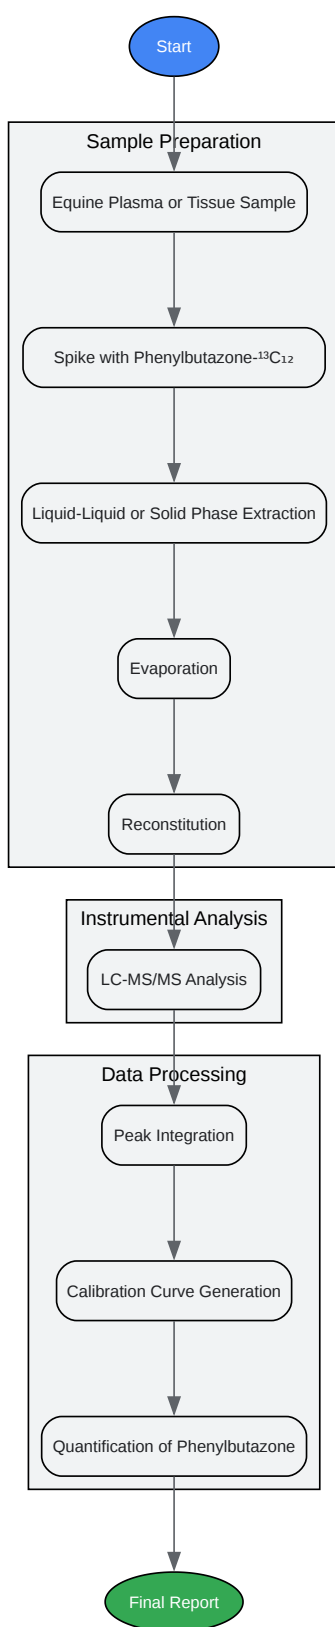 Start
Sample Preparation
Equine Plasma or Tissue Sample
Spike with Phenylbutazone-¹³C₁₂
Liquid-Liquid or Solid Phase Extraction
Evaporation
Reconstitution
Instrumental Analysis
LC-MS/MS Analysis
Data Processing
Peak Integration
Calibration Curve Generation
Quantification of Phenylbutazone
Final Report